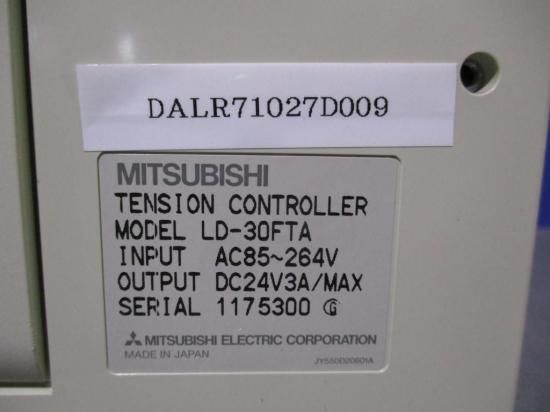 DALR71027D009
MITSUBISHI
TENSION CONTROLLER
MODEL LD-30FTA
INPUT AC85~264V
OUTPUT DC24V3A/MAX
SERIAL 1175300 G
MITSUBISHI ELECTRIC CORPORATION
MADE IN JAPAN
JY550D20601A